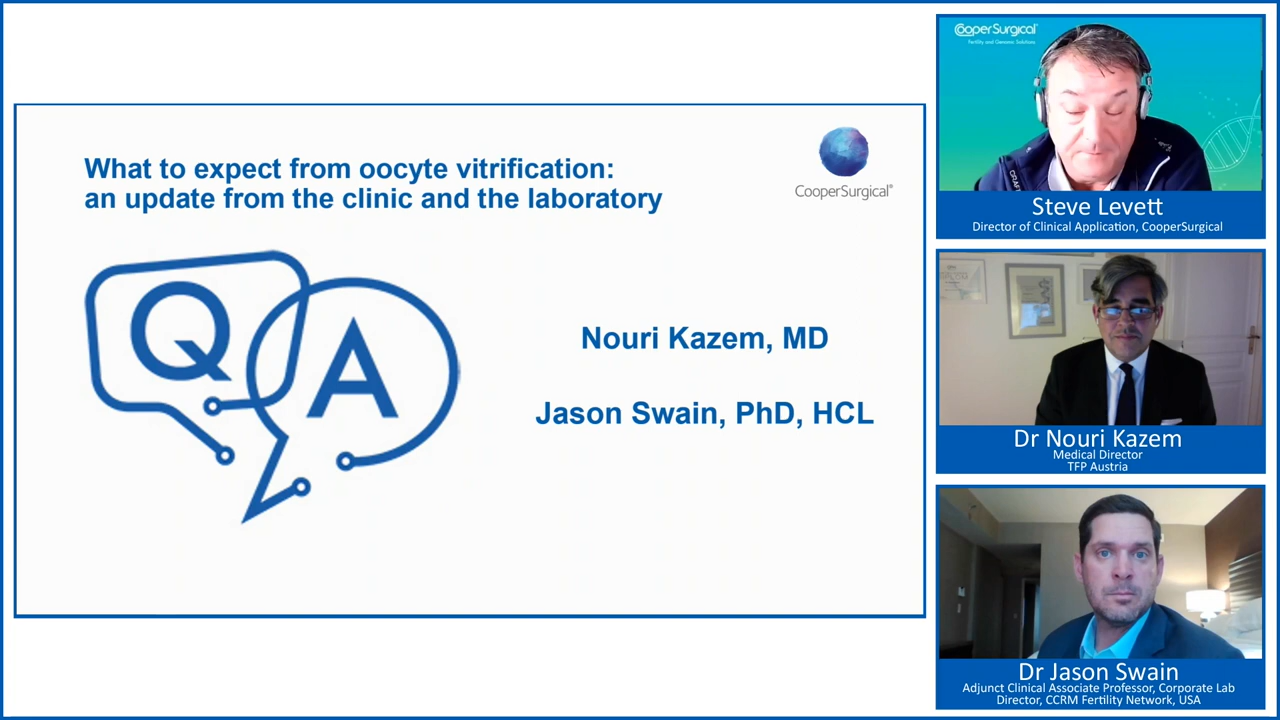 What to expect from oocyte vitrification:
an update from the clinic and the laboratory
CooperSurgical®
Q A
Nouri Kazem, MD
Jason Swain, PhD, HCL
CooperSurgical®
Fertility and Genomic Solutions
Steve Levett
Director of Clinical Application, CooperSurgical
Dr Nouri Kazem
Medical Director
TFP Austria
Dr Jason Swain
Adjunct Clinical Associate Professor, Corporate Lab
Director, CCRM Fertility Network, USA